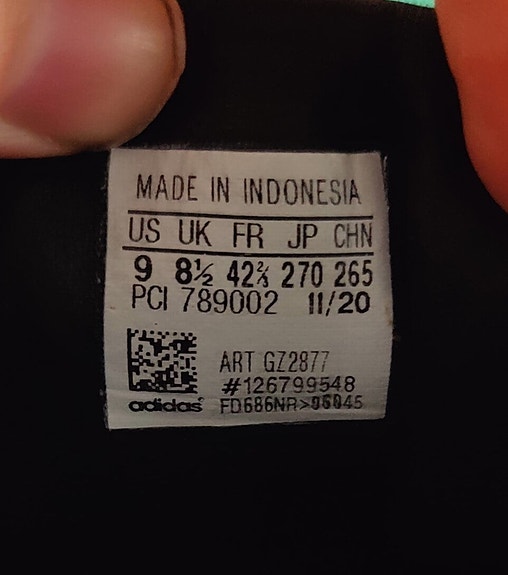 MADE IN INDONESIA
US UK FR JP CHN
9 8½ 42⅔ 270 265
PCI 789002 11/20
ART GZ2877
#126799548
adidas FD686NR>